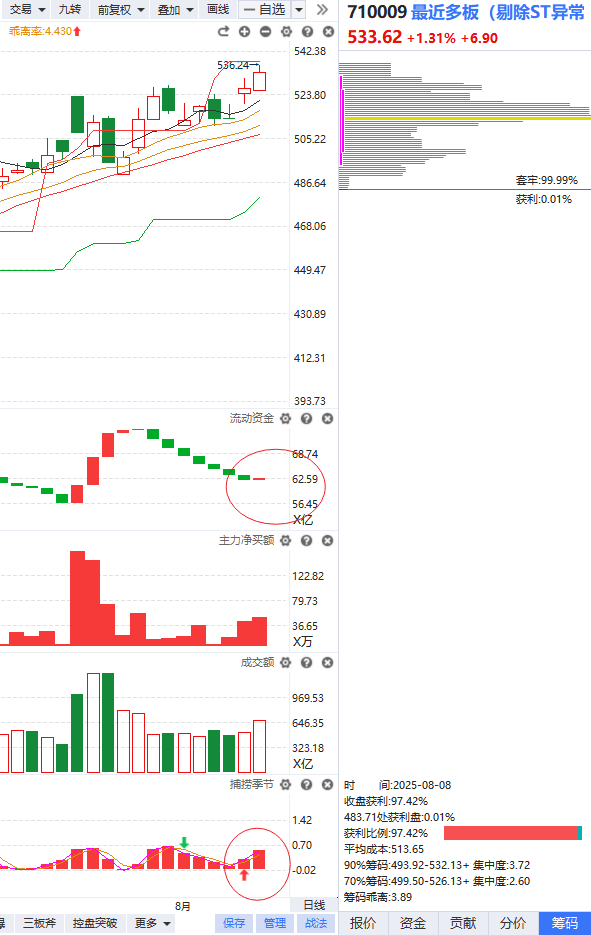 交易 九转 前复权 叠加 画线 一自选
乖离率:4.430
542.38
536.24
523.80
505.22
486.64
468.06
449.47
430.89
412.31
393.73
流动资金
68.74
62.59
56.45
X亿
主力净买额
122.82
79.73
36.65
X万
成交额
969.53
646.35
323.18
X亿
捕捞季节
1.42
0.70
-0.02
8月
日线
三板斧 控盘突破 更多 保存 管理 战法
710009 最近多板（剔除ST异常
533.62 +1.31% +6.90
套牢:99.99%
获利:0.01%
时 间:2025-08-08
收盘获利:97.42%
483.71处获利盘:0.01%
获利比例:97.42%
平均成本:513.65
90%筹码:493.92-532.13+ 集中度:3.72
70%筹码:499.50-526.13+ 集中度:2.60
筹码乖离:3.89
报价 资金 贡献 分价 筹码